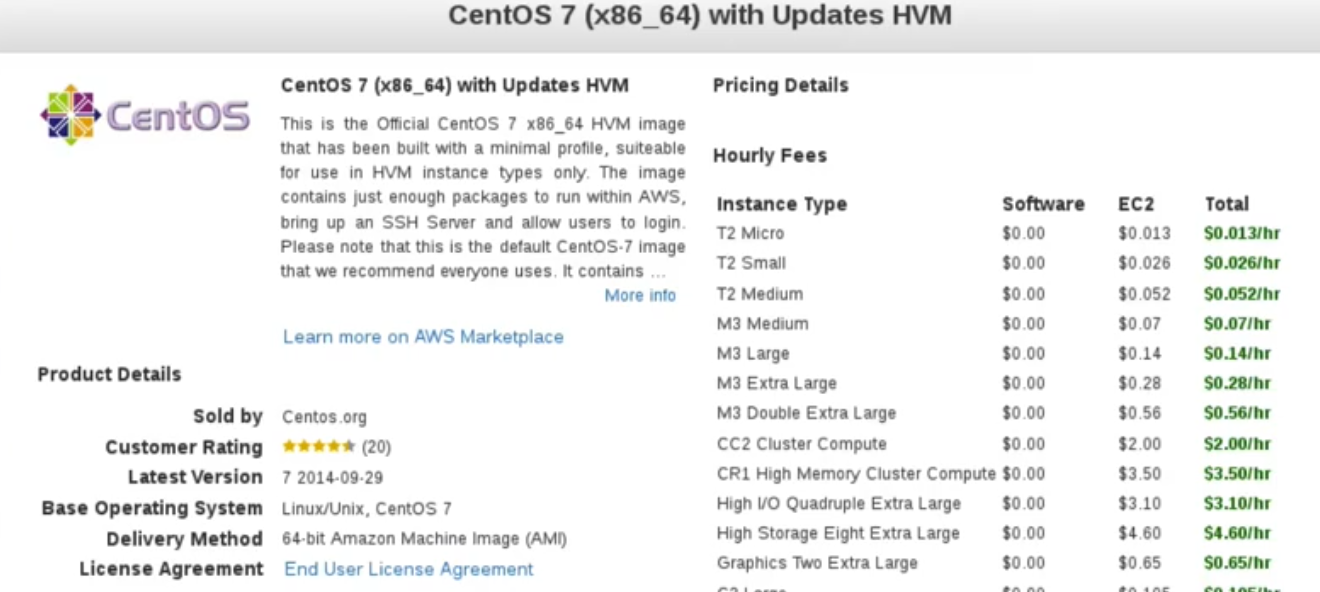 CentOS 7 (x86_64) with Updates HVM
CentOS
CentOS 7 (x86_64) with Updates HVM
This is the Official CentOS 7 x86_64 HVM image
that has been built with a minimal profile, suiteable
for use in HVM instance types only. The image
contains just enough packages to run within AWS,
bring up an SSH Server and allow users to login.
Please note that this is the default CentOS-7 image
that we recommend everyone uses. It contains ...
More info
Learn more on AWS Marketplace
Product Details
Sold by Centos.org
Customer Rating (20)
Latest Version 7 2014-09-29
Base Operating System Linux/Unix, CentOS 7
Delivery Method 64-bit Amazon Machine Image (AMI)
License Agreement End User License Agreement
Pricing Details
Hourly Fees
Instance Type Software EC2 Total
T2 Micro $0.00 $0.013 $0.013/hr
T2 Small $0.00 $0.026 $0.026/hr
T2 Medium $0.00 $0.052 $0.052/hr
M3 Medium $0.00 $0.07 $0.07/hr
M3 Large $0.00 $0.14 $0.14/hr
M3 Extra Large $0.00 $0.28 $0.28/hr
M3 Double Extra Large $0.00 $0.56 $0.56/hr
CC2 Cluster Compute $0.00 $2.00 $2.00/hr
CR1 High Memory Cluster Compute $0.00 $3.50 $3.50/hr
High I/O Quadruple Extra Large $0.00 $3.10 $3.10/hr
High Storage Eight Extra Large $0.00 $4.60 $4.60/hr
Graphics Two Extra Large $0.00 $0.65 $0.65/hr